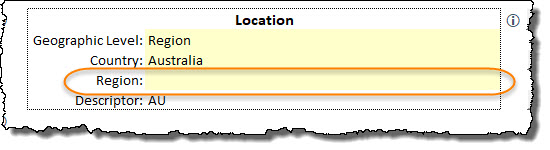 Location
Geographic Level: Region
Country: Australia
Region:
Descriptor: AU